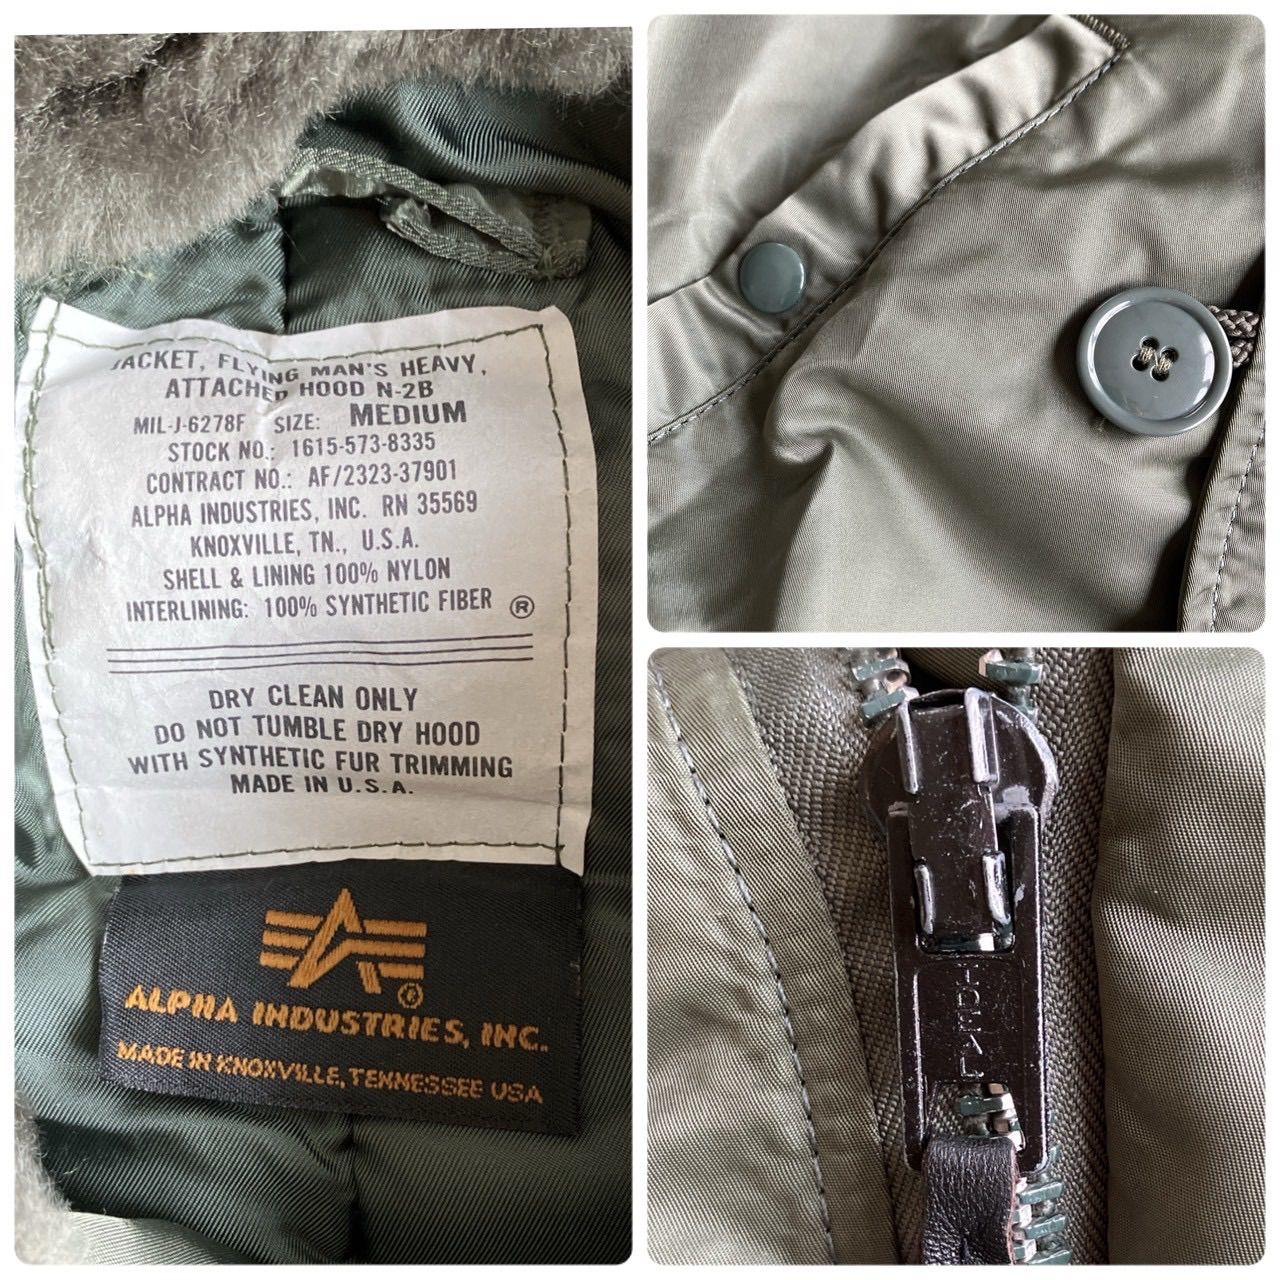 JACKET, FLYING MAN'S HEAVY,
ATTACHED HOOD N-2B
MIL-J-6278F SIZE: MEDIUM
STOCK NO.: 1615-573-8335
CONTRACT NO.: AF/2323-37901
ALPHA INDUSTRIES, INC. RN 35569
KNOXVILLE, TN., U.S.A.
SHELL & LINING 100% NYLON
INTERLINING: 100% SYNTHETIC FIBER ®
DRY CLEAN ONLY
DO NOT TUMBLE DRY HOOD
WITH SYNTHETIC FUR TRIMMING
MADE IN U.S.A.
®
ALPHA INDUSTRIES, INC.
MADE IN KNOXVILLE, TENNESSEE USA